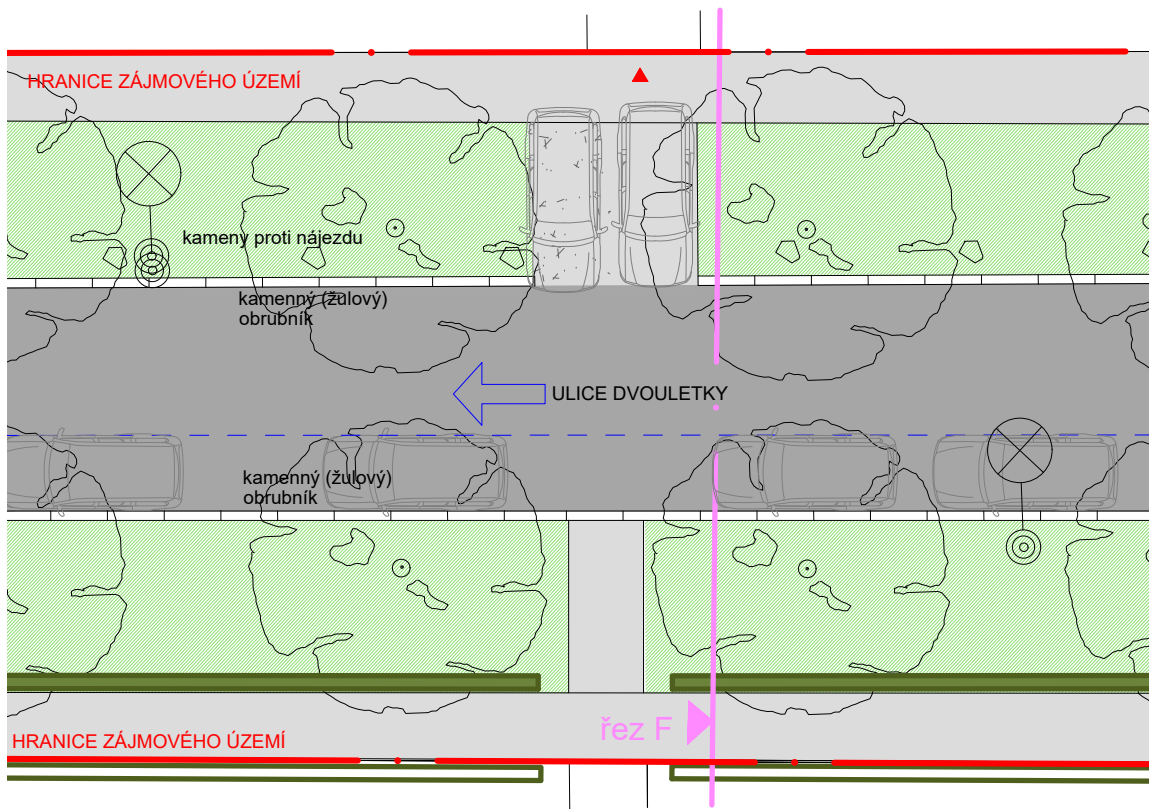 HRANICE ZÁJMOVÉHO ÚZEMÍ
kameny proti nájezdu
kamenný (žulový)
obrubník
ULICE DVOULETKY
kamenný (žulový)
obrubník
řez F
HRANICE ZÁJMOVÉHO ÚZEMÍ